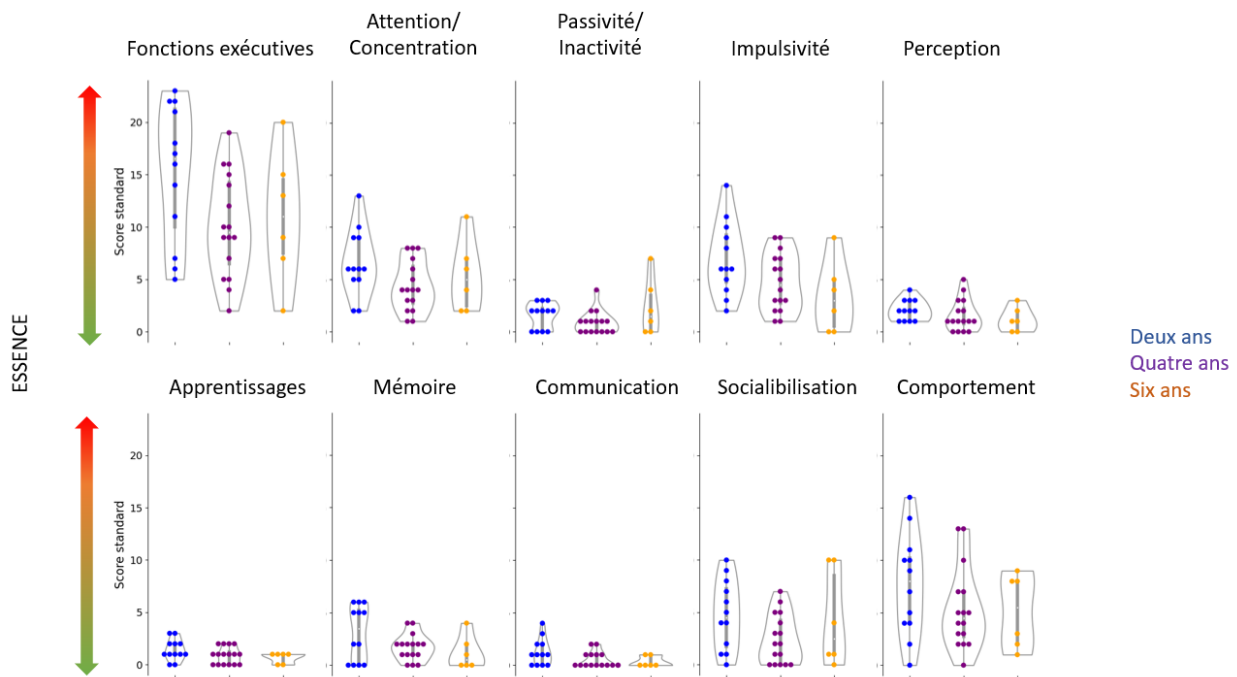 Fonctions exécutives
Attention/
Concentration
Passivité/
Inactivité
Impulsivité
Perception
20
15
10
5
0
Score standard
ESSENCE
Deux ans
Quatre ans
Six ans
Apprentissages
Mémoire
Communication
Socialibilisation
Comportement
20
15
10
5
0
Score standard